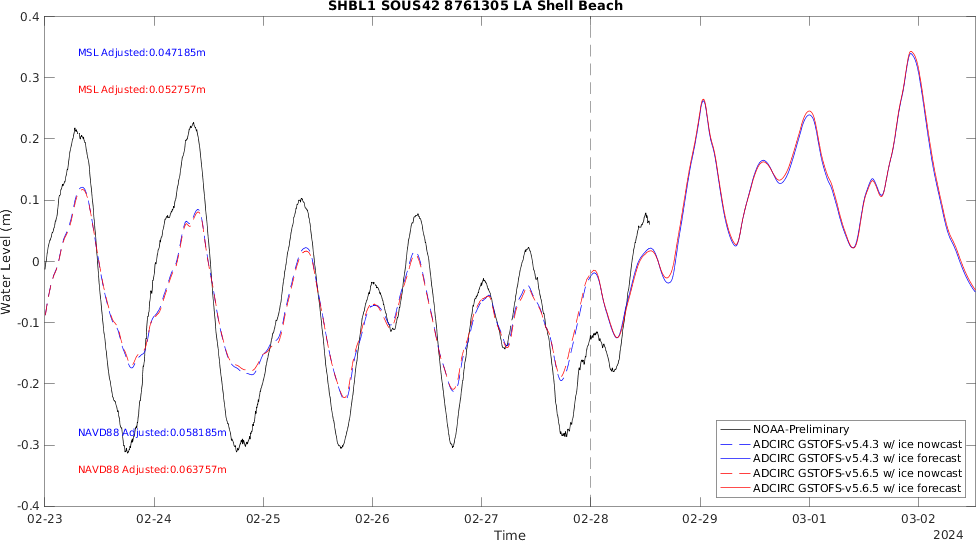 SHBL1 SOUS42 8761305 LA Shell Beach
0.4
0.3
0.2
0.1
0
-0.1
-0.2
-0.3
-0.4
Water Level (m)
MSL Adjusted:0.047185m
MSL Adjusted:0.052757m
NAVD88 Adjusted:0.058185m
NAVD88 Adjusted:0.063757m
NOAA-Preliminary
ADCIRC GSTOFS-v5.4.3 w/ ice nowcast
ADCIRC GSTOFS-v5.4.3 w/ ice forecast
ADCIRC GSTOFS-v5.6.5 w/ ice nowcast
ADCIRC GSTOFS-v5.6.5 w/ ice forecast
02-23 02-24 02-25 02-26 02-27 02-28 02-29 03-01 03-02
Time
2024